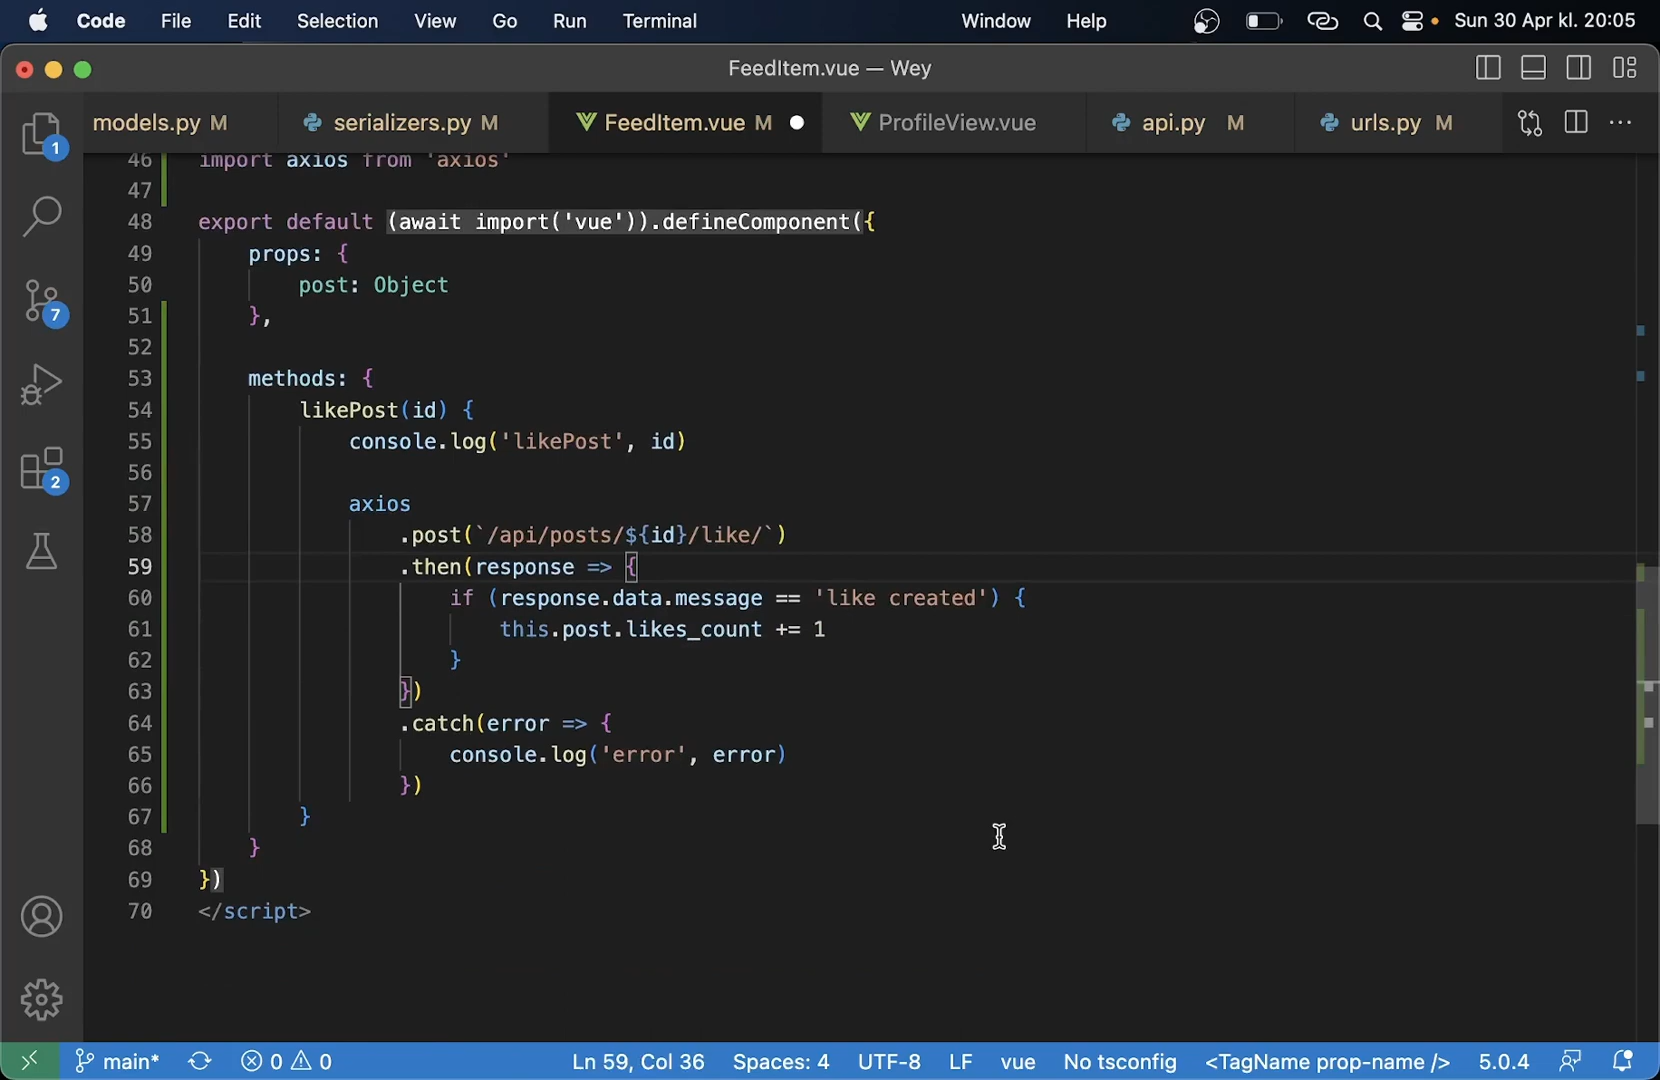 Code File Edit Selection View Go Run Terminal Window Help Sun 30 Apr kl. 20:05
FeedItem.vue — Wey
models.py M serializers.py M FeedItem.vue M ProfileView.vue api.py M urls.py M
1
7
2
46 import axios from 'axios'
47
48 export default (await import('vue')).defineComponent({
49 props: {
50 post: Object
51 },
52
53 methods: {
54 likePost(id) {
55 console.log('likePost', id)
56
57 axios
58 .post(`/api/posts/${id}/like/`)
59 .then(response => {
60 if (response.data.message == 'like created') {
61 this.post.likes_count += 1
62 }
63 })
64 .catch(error => {
65 console.log('error', error)
66 })
67 }
68 }
69 })
70 </script>
main* 0 0 Ln 59, Col 36 Spaces: 4 UTF-8 LF vue No tsconfig <TagName prop-name /> 5.0.4